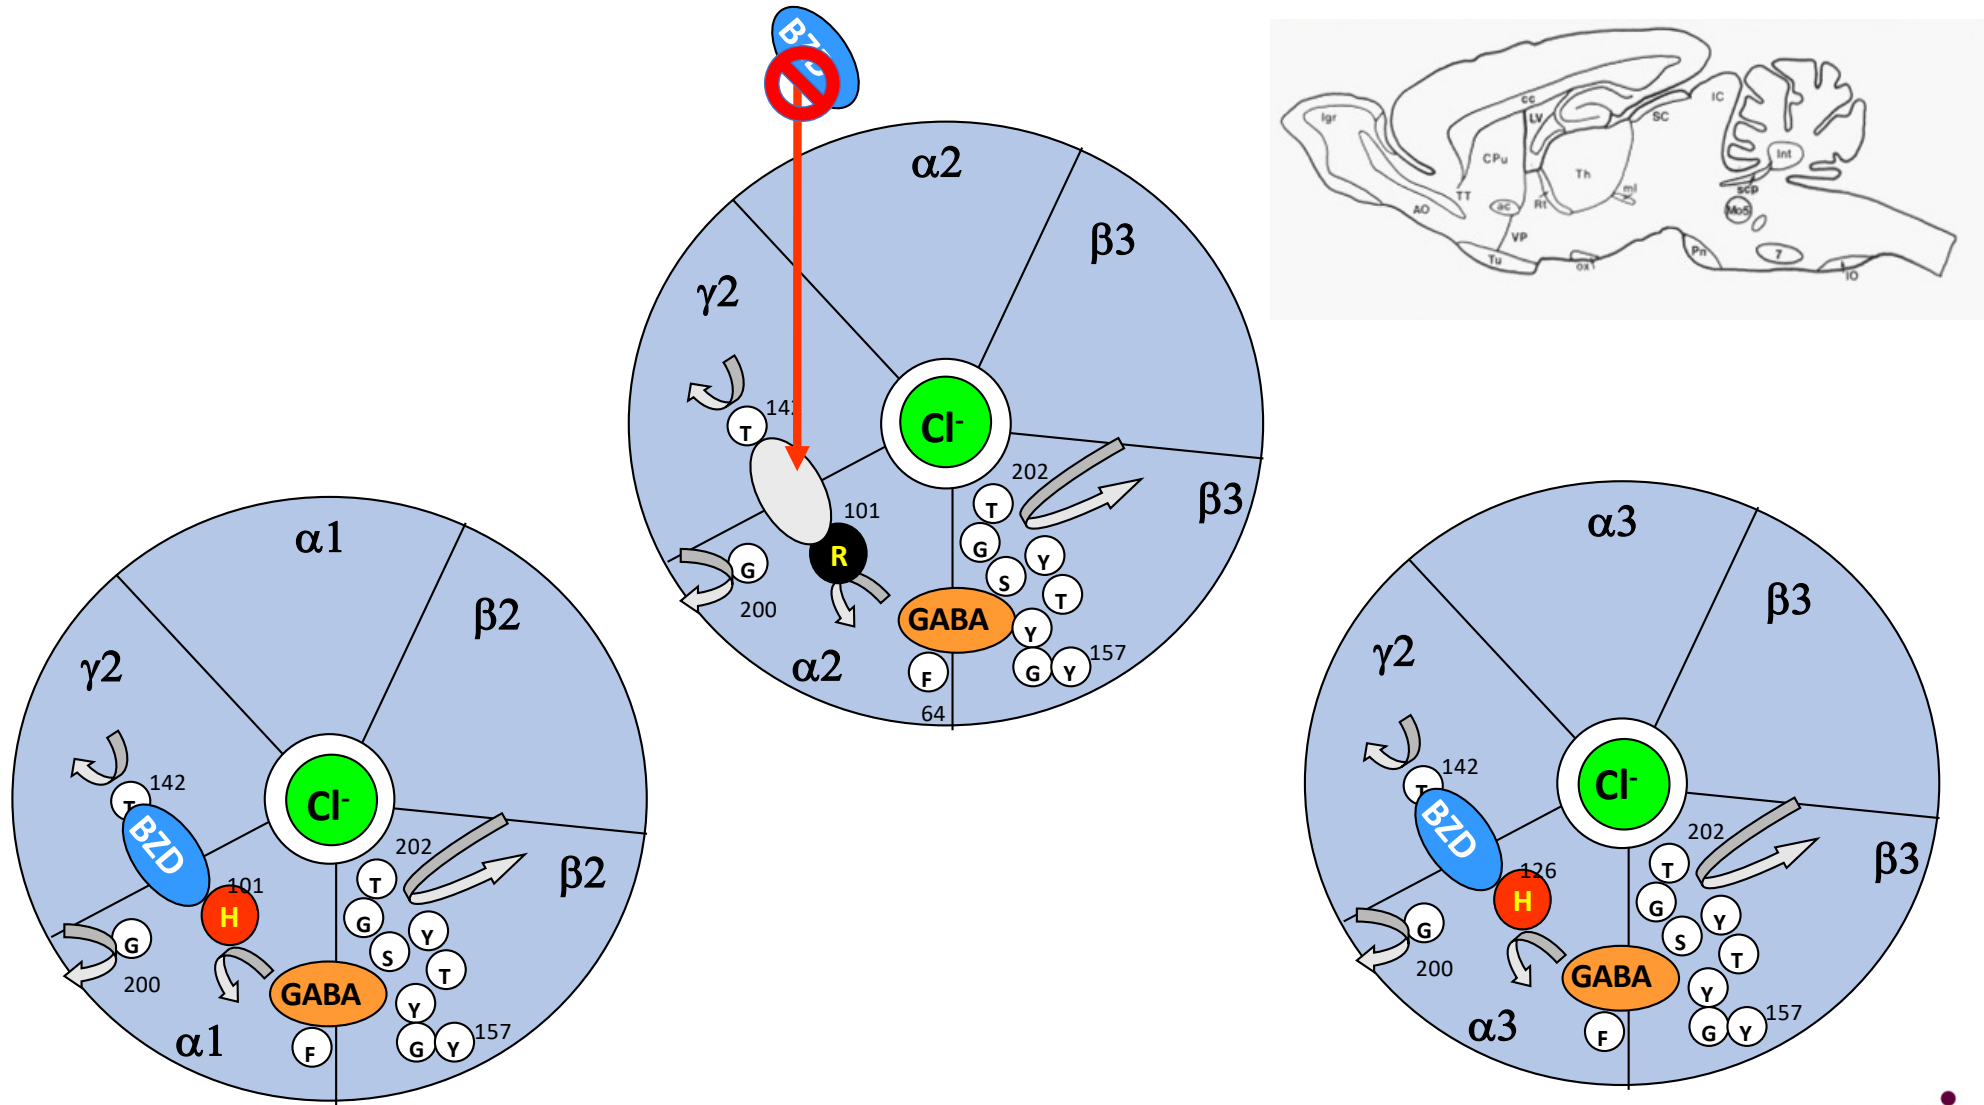 BZD
α2
β3
γ2
142
T
Cl-
β3
202
T
G
S
Y
T
Y
G
Y
157
101
R
G
200
GABA
F
64
α2
α1
β2
γ2
142
T
BZD
101
H
G
200
Cl-
β2
202
T
G
S
Y
T
Y
G
Y
157
GABA
F
α1
α3
β3
γ2
142
T
BZD
126
H
G
200
Cl-
β3
202
T
G
S
Y
T
Y
G
Y
157
GABA
F
α3
Igr
cc
LV
SC
IC
CPu
Th
Int
TT
AO
ac
Rt
ml
scp
Mo5
VP
Tu
ox
Pn
7
IO